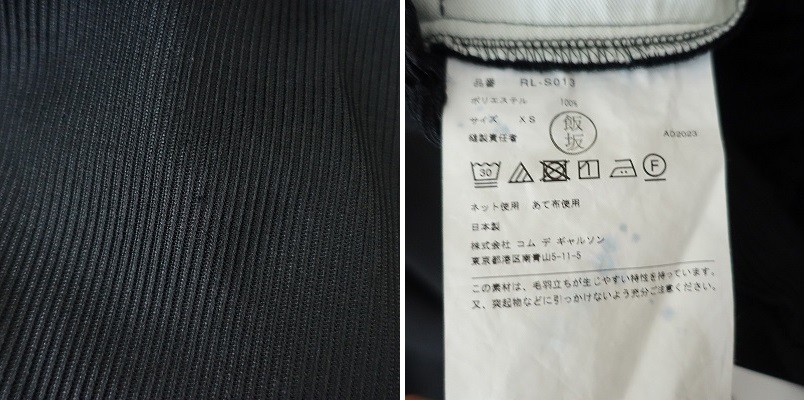 品番 RL-S013
ポリエステル 100%
サイズ XS
縫製責任者 飯坂 AD2023
30 F
ネット使用 あて布使用
日本製
株式会社 コム デ ギャルソン
東京都港区南青山5-11-5
この素材は、毛羽立ちが生じやすい特性を持っています。
又、突起物などに引っかけないよう充分ご注意ください。